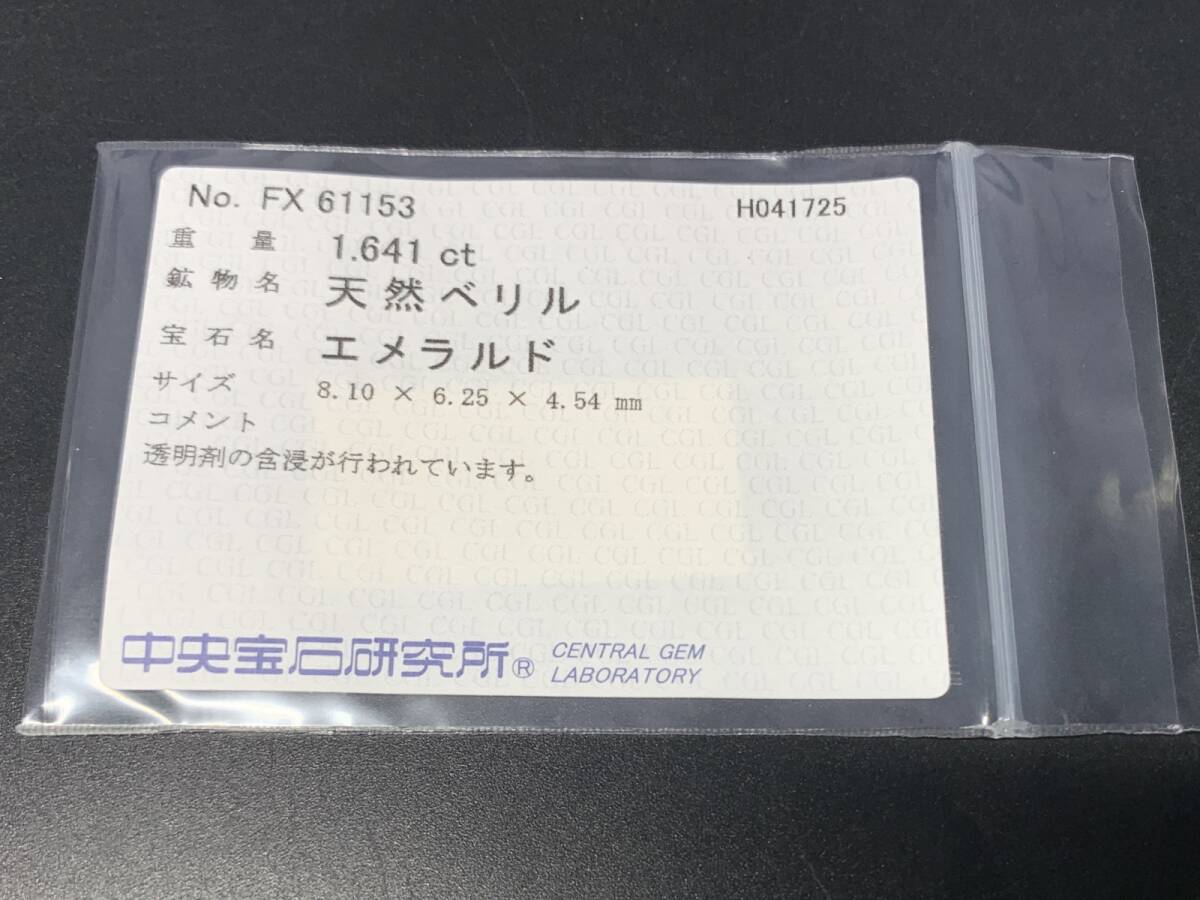 No. FX 61153
H041725
重量 1.641 ct
鉱物名 天然ベリル
宝石名 エメラルド
サイズ 8.10 × 6.25 × 4.54 mm
コメント
透明剤の含浸が行われています。
中央宝石研究所® CENTRAL GEM
LABORATORY